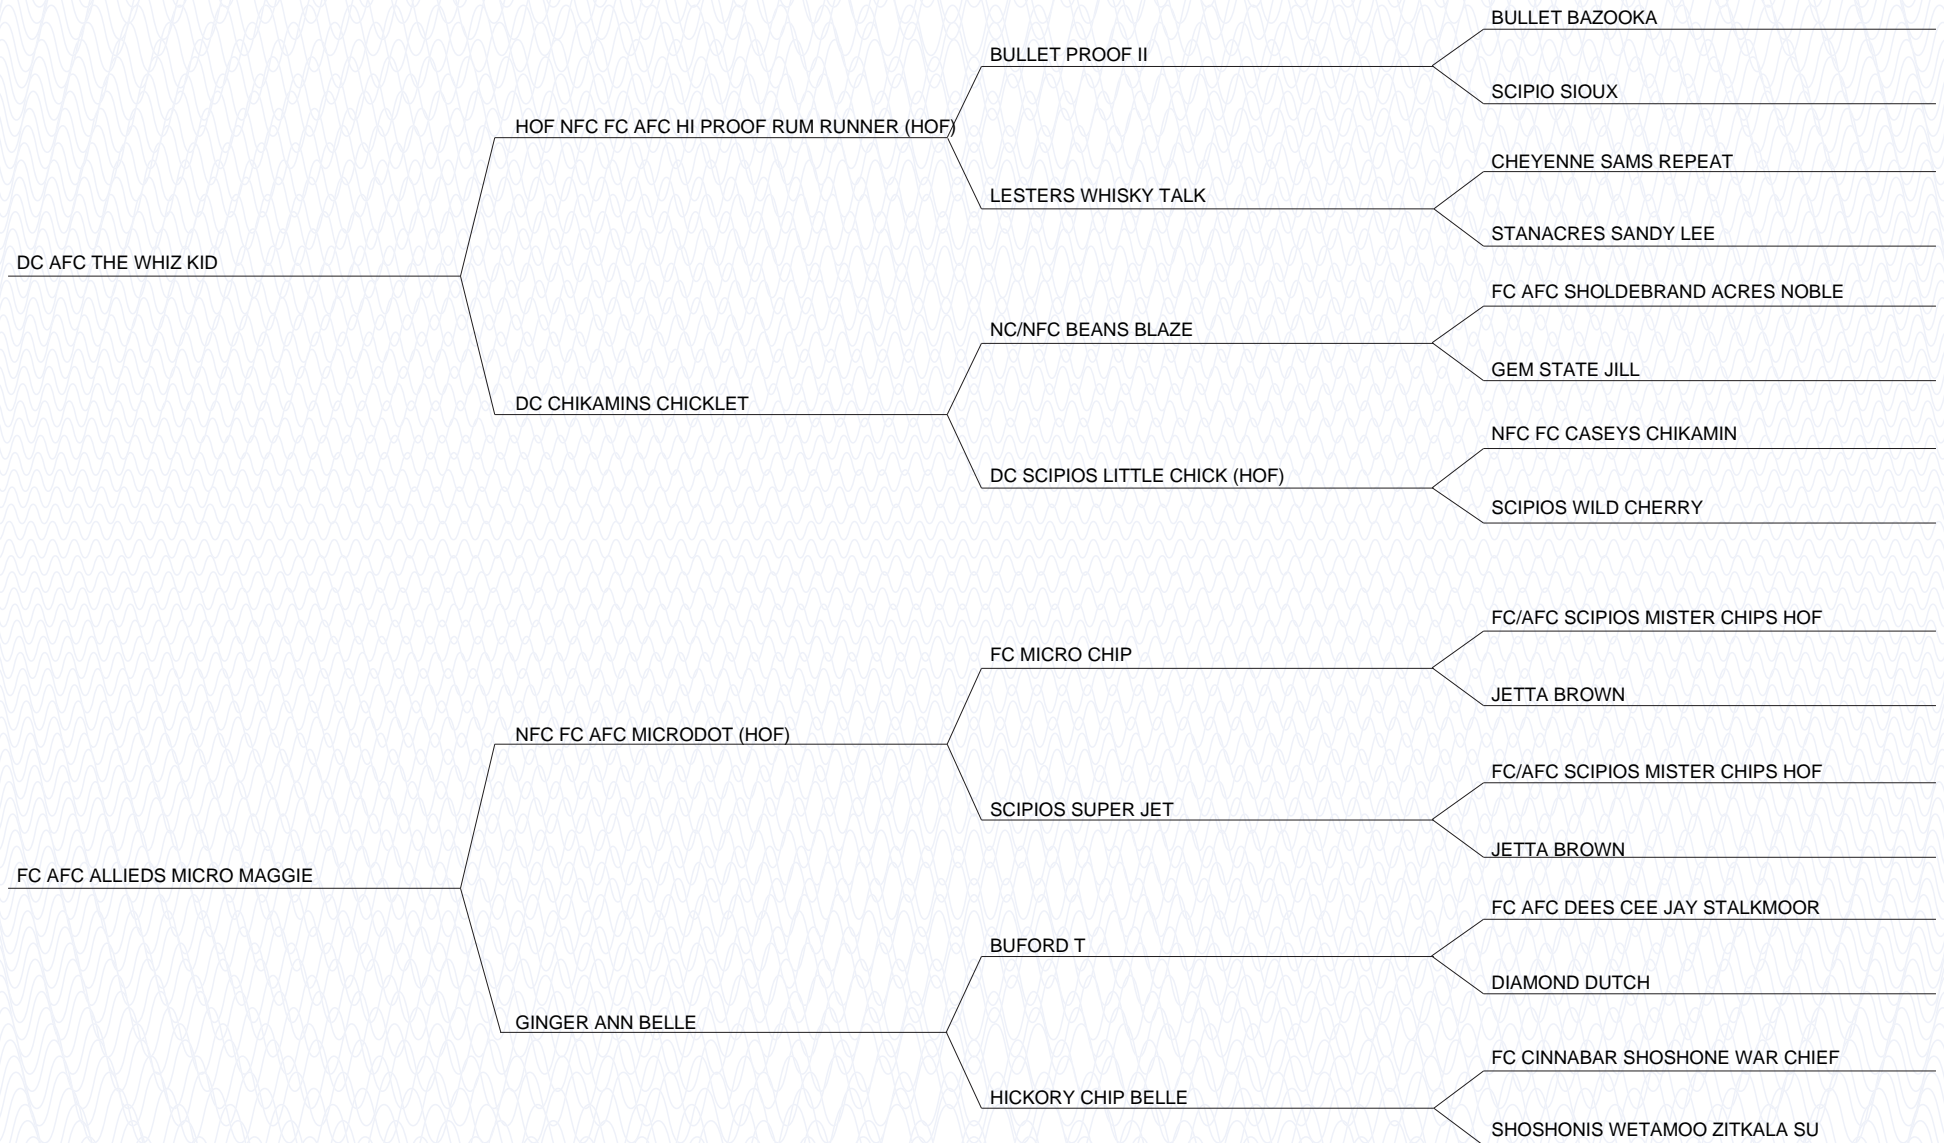 BULLET BAZOOKA
BULLET PROOF II
SCIPIO SIOUX
HOF NFC FC AFC HI PROOF RUM RUNNER (HOF)
CHEYENNE SAMS REPEAT
LESTERS WHISKY TALK
STANACRES SANDY LEE
DC AFC THE WHIZ KID
FC AFC SHOLDEBRAND ACRES NOBLE
NC/NFC BEANS BLAZE
GEM STATE JILL
DC CHIKAMINS CHICKLET
NFC FC CASEYS CHIKAMIN
DC SCIPIOS LITTLE CHICK (HOF)
SCIPIOS WILD CHERRY
FC/AFC SCIPIOS MISTER CHIPS HOF
FC MICRO CHIP
JETTA BROWN
NFC FC AFC MICRODOT (HOF)
FC/AFC SCIPIOS MISTER CHIPS HOF
SCIPIOS SUPER JET
JETTA BROWN
FC AFC ALLIEDS MICRO MAGGIE
FC AFC DEES CEE JAY STALKMOOR
BUFORD T
DIAMOND DUTCH
GINGER ANN BELLE
FC CINNABAR SHOSHONE WAR CHIEF
HICKORY CHIP BELLE
SHOSHONIS WETAMOO ZITKALA SU